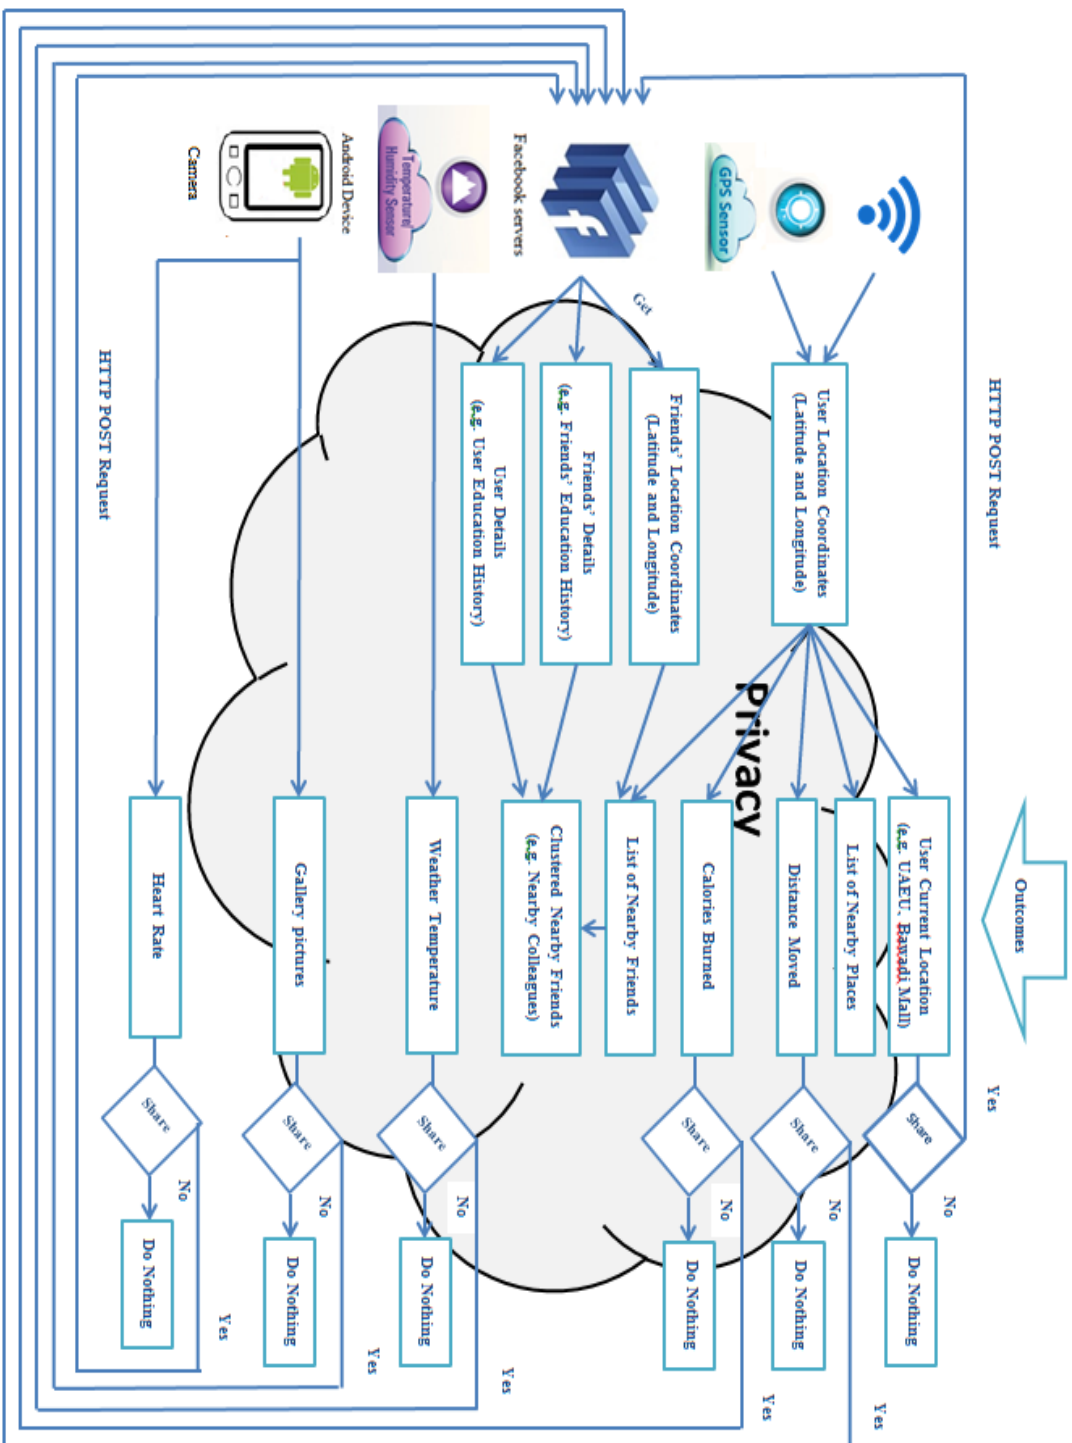 HTTP POST Request
Outcomes
GPS Sensor
User Location Coordinates
(Latitude and Longitude)
User Current Location
(e.g. UAEU, Bawadi Mall)
Share
Yes
No
Do Nothing
List of Nearby Places
Distance Moved
Share
Yes
No
Do Nothing
Privacy
Calories Burned
Share
Yes
No
Do Nothing
Facebook servers
f
Get
Friends' Location Coordinates
(Latitude and Longitude)
List of Nearby Friends
Friends' Details
(e.g. Friends' Education History)
Clustered Nearby Friends
(e.g. Nearby Colleagues)
User Details
(e.g. User Education History)
Temperature/
Humidity Sensor
Weather Temperature
Share
Yes
No
Do Nothing
Android Device
Camera
Gallery pictures
Share
Yes
No
Do Nothing
Heart Rate
Share
Yes
No
Do Nothing
HTTP POST Request